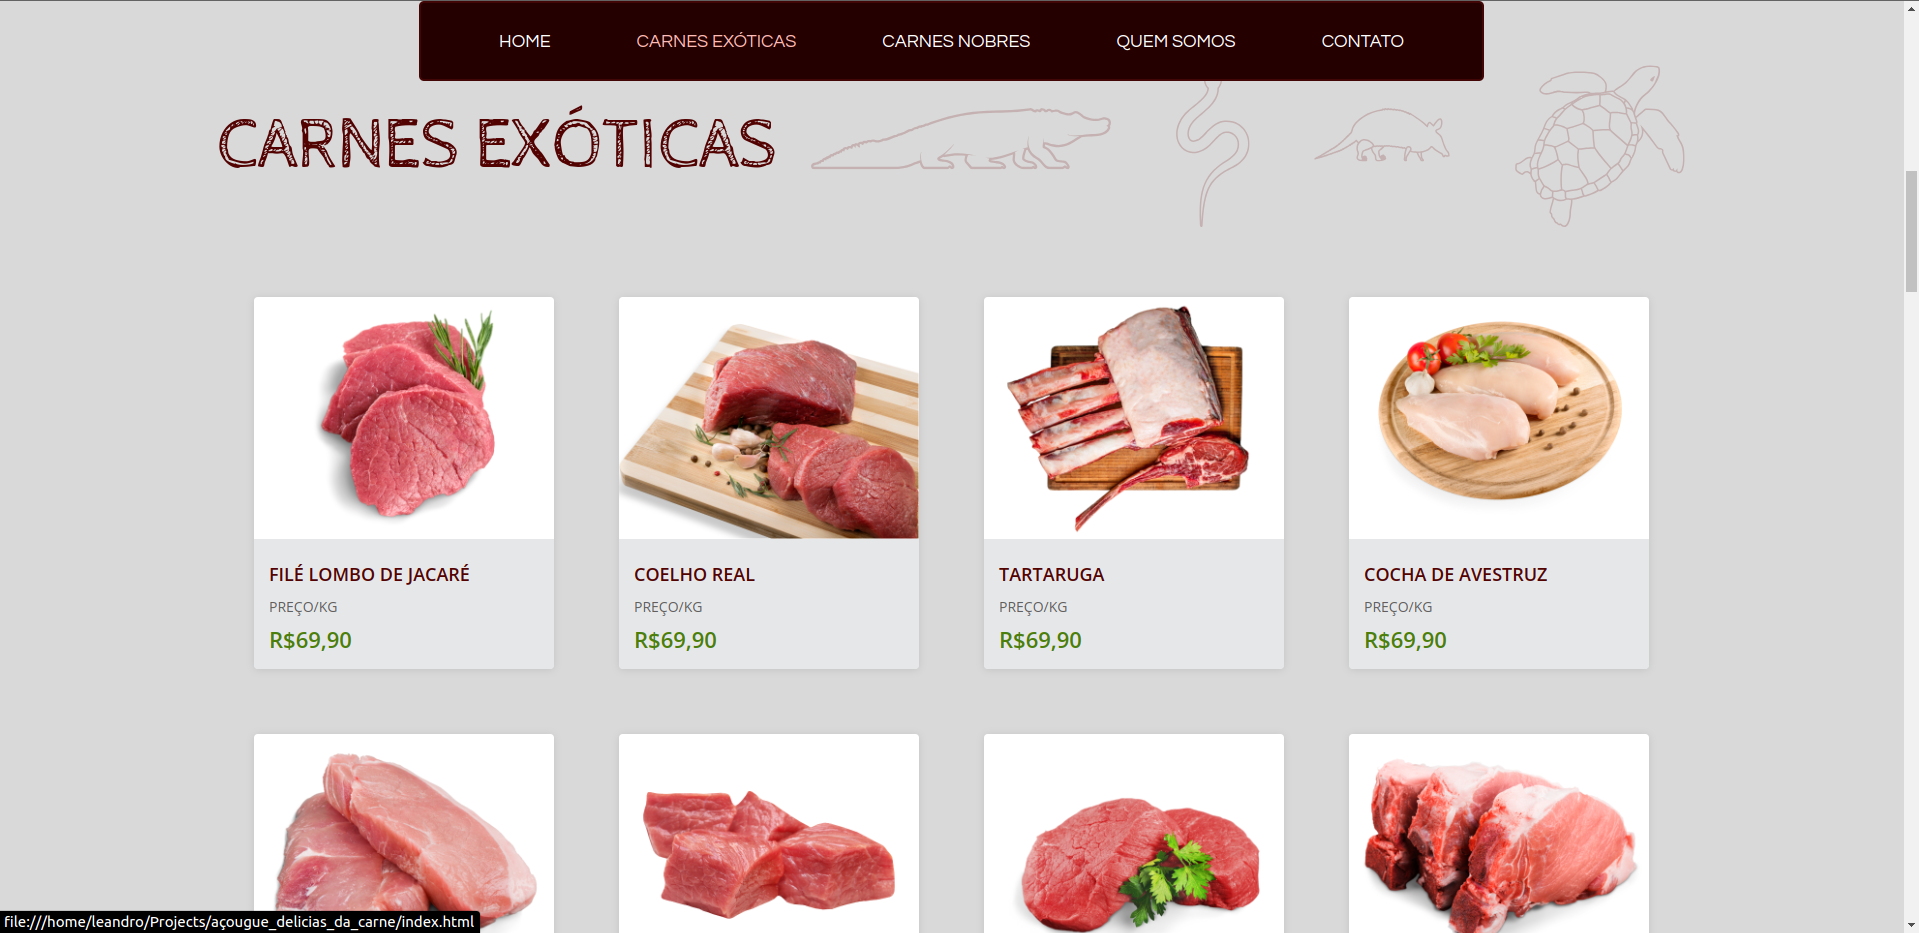 HOME CARNES EXÓTICAS CARNES NOBRES QUEM SOMOS CONTATO
CARNES EXÓTICAS
FILÉ LOMBO DE JACARÉ
PREÇO/KG
R$69,90
COELHO REAL
PREÇO/KG
R$69,90
TARTARUGA
PREÇO/KG
R$69,90
COCHA DE AVESTRUZ
PREÇO/KG
R$69,90
file:///home/leandro/Projects/açougue_delicias_da_carne/index.html